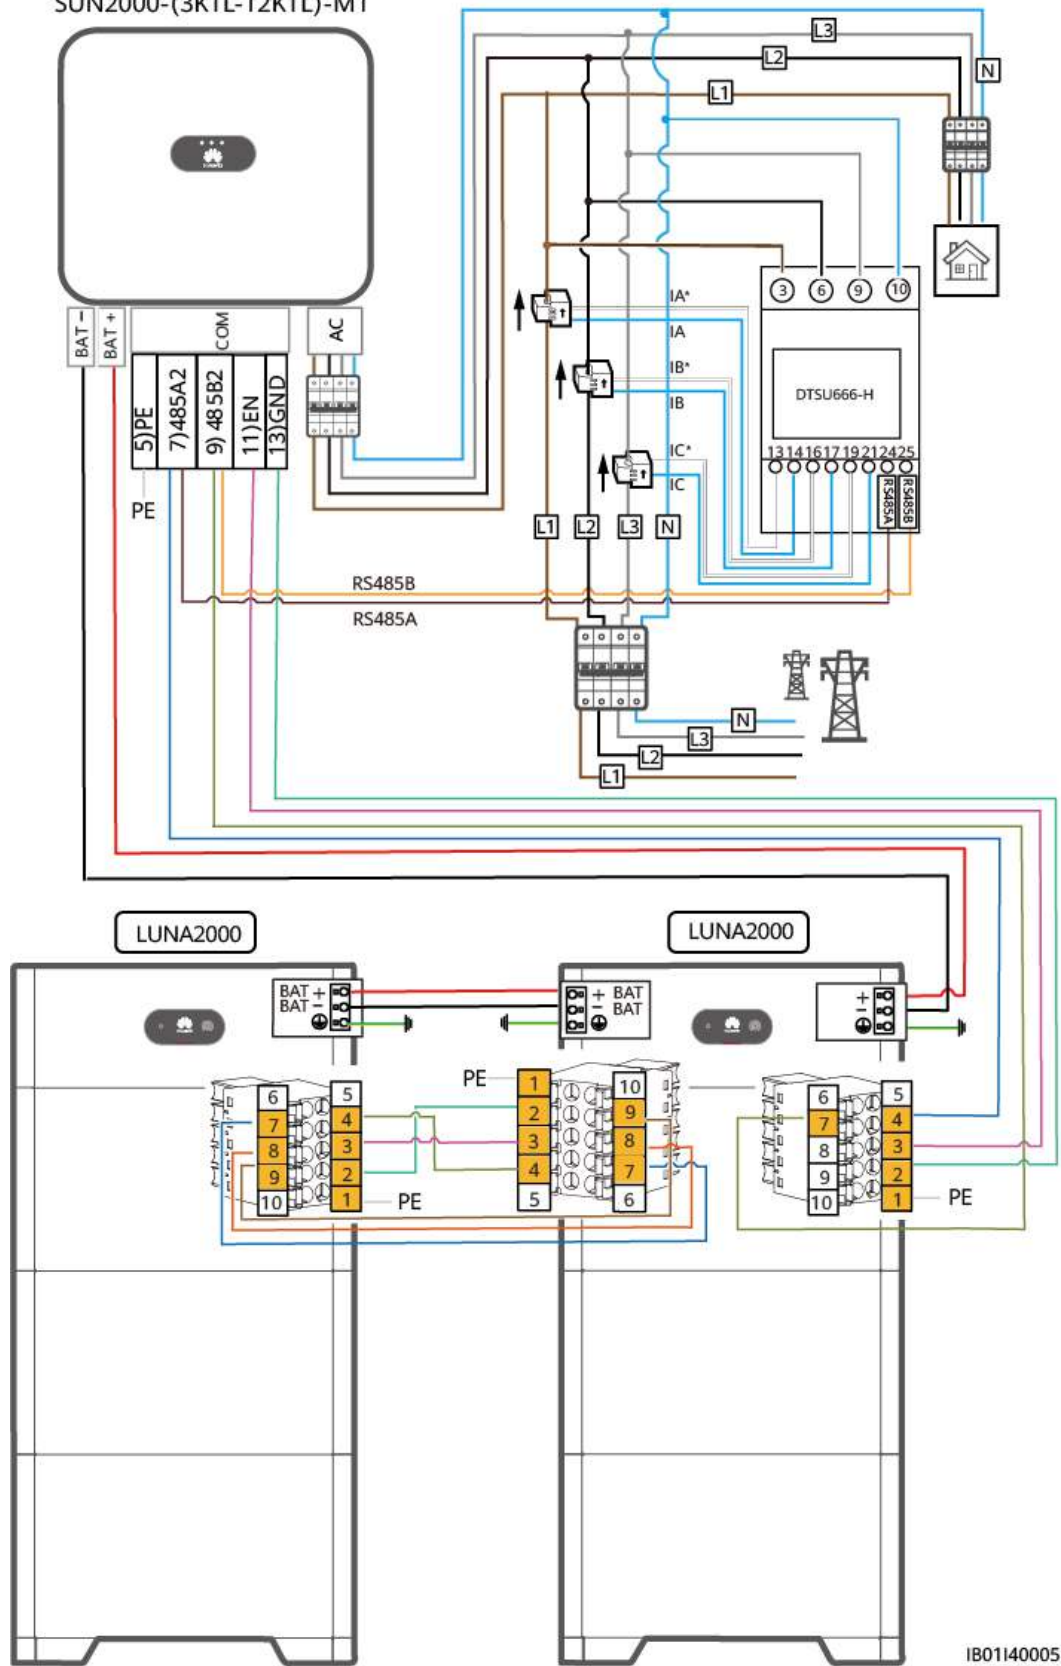 SUN2000-(3KTL-12KTL)-M1
L3
L2
N
L1
BAT −
BAT +
COM
AC
5)PE
7)485A2
9) 485B2
11)EN
13)GND
PE
IA*
IA
IB*
IB
IC*
IC
3
6
9
10
DTSU666-H
13 14 16 17 19 21 24 25
RS485A
RS485B
L1
L2
L3
N
RS485B
RS485A
N
L3
L2
L1
LUNA2000
LUNA2000
BAT +
BAT −
+ BAT
− BAT
+
−
6
7
8
9
10
5
4
3
2
1
PE
PE
1
2
3
4
5
10
9
8
7
6
6
7
8
9
10
5
4
3
2
1
PE
IB01I40005